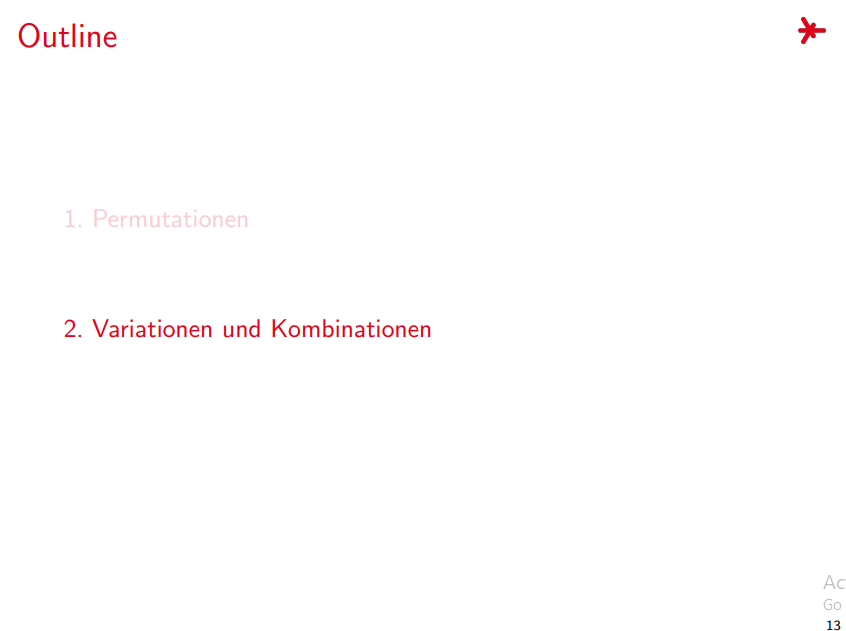 Outline
1. Permutationen
2. Variationen und Kombinationen
Ac
Go
13